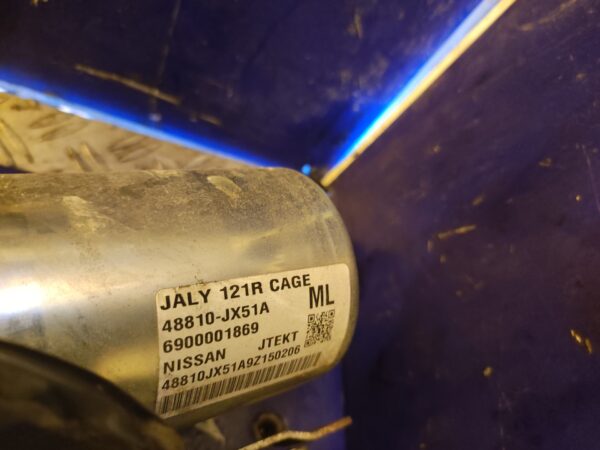 JALY 121R CAGE
48810-JX51A ML
6900001869
NISSAN JTEKT
48810JX51A9Z150206